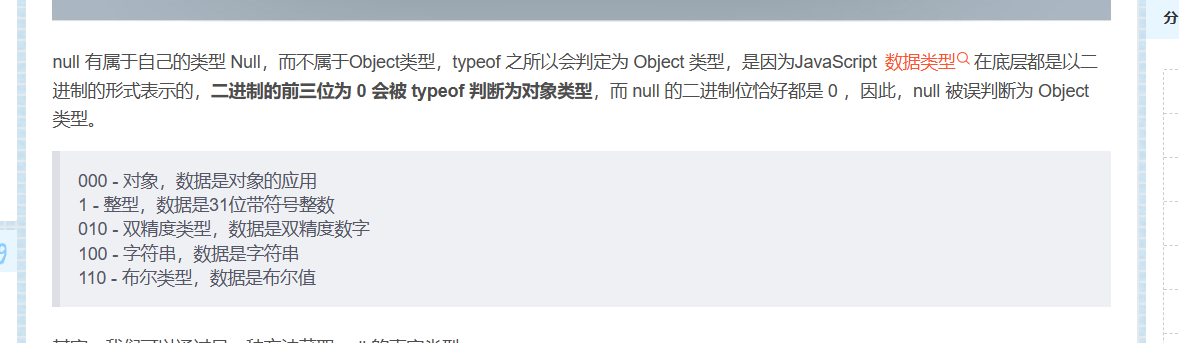 分
null 有属于自己的类型 Null，而不属于Object类型，typeof 之所以会判定为 Object 类型，是因为JavaScript 数据类型 在底层都是以二
进制的形式表示的，二进制的前三位为 0 会被 typeof 判断为对象类型，而 null 的二进制位恰好都是 0 ，因此，null 被误判断为 Object
类型。
000 - 对象，数据是对象的应用
1 - 整型，数据是31位带符号整数
010 - 双精度类型，数据是双精度数字
100 - 字符串，数据是字符串
110 - 布尔类型，数据是布尔值